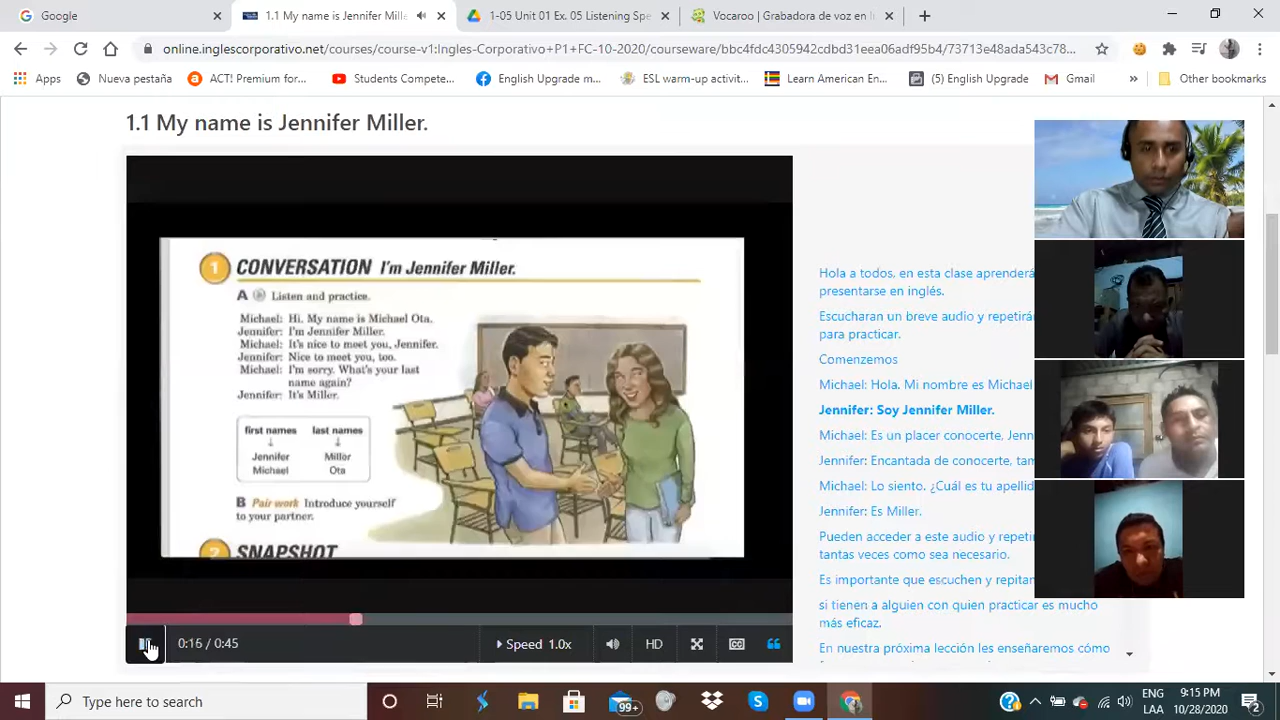 Google
1.1 My name is Jennifer Mill
1-05 Unit 01 Ex. 05 Listening Spe
Vocaroo | Grabadora de voz en lí
online.inglescorporativo.net/courses/course-v1:Ingles-Corporativo+P1+FC-10-2020/courseware/bbc4fdc4305942cdbd31eea06adf95b4/73713e48ada543c78...
Apps
Nueva pestaña
ACT! Premium for...
Students Compete...
English Upgrade m...
ESL warm-up activit...
Learn American En...
(5) English Upgrade
Gmail
»
Other bookmarks
1.1 My name is Jennifer Miller.
1 CONVERSATION I'm Jennifer Miller.
A Listen and practice.
Michael: Hi. My name is Michael Ota.
Jennifer: I'm Jennifer Miller.
Michael: It's nice to meet you, Jennifer.
Jennifer: Nice to meet you, too.
Michael: I'm sorry. What's your last
name again?
Jennifer: It's Miller.
first names last names
↓ ↓
Jennifer Miller
Michael Ota
B Pair work Introduce yourself
to your partner.
2 SNAPSHOT
Hola a todos, en esta clase aprenderá
presentarse en inglés.
Escucharan un breve audio y repetirán
para practicar.
Comenzemos
Michael: Hola. Mi nombre es Michael
Jennifer: Soy Jennifer Miller.
Michael: Es un placer conocerte, Jenn
Jennifer: Encantada de conocerte, tam
Michael: Lo siento. ¿Cuál es tu apellid
Jennifer: Es Miller.
Pueden acceder a este audio y repeti
tantas veces como sea necesario.
Es importante que escuchen y repitan
si tienen a alguien con quien practicar es mucho
más eficaz.
En nuestra próxima lección les enseñaremos cómo
0:16 / 0:45
Speed 1.0x
HD
Type here to search
99+
ENG
LAA
9:15 PM
10/28/2020
2